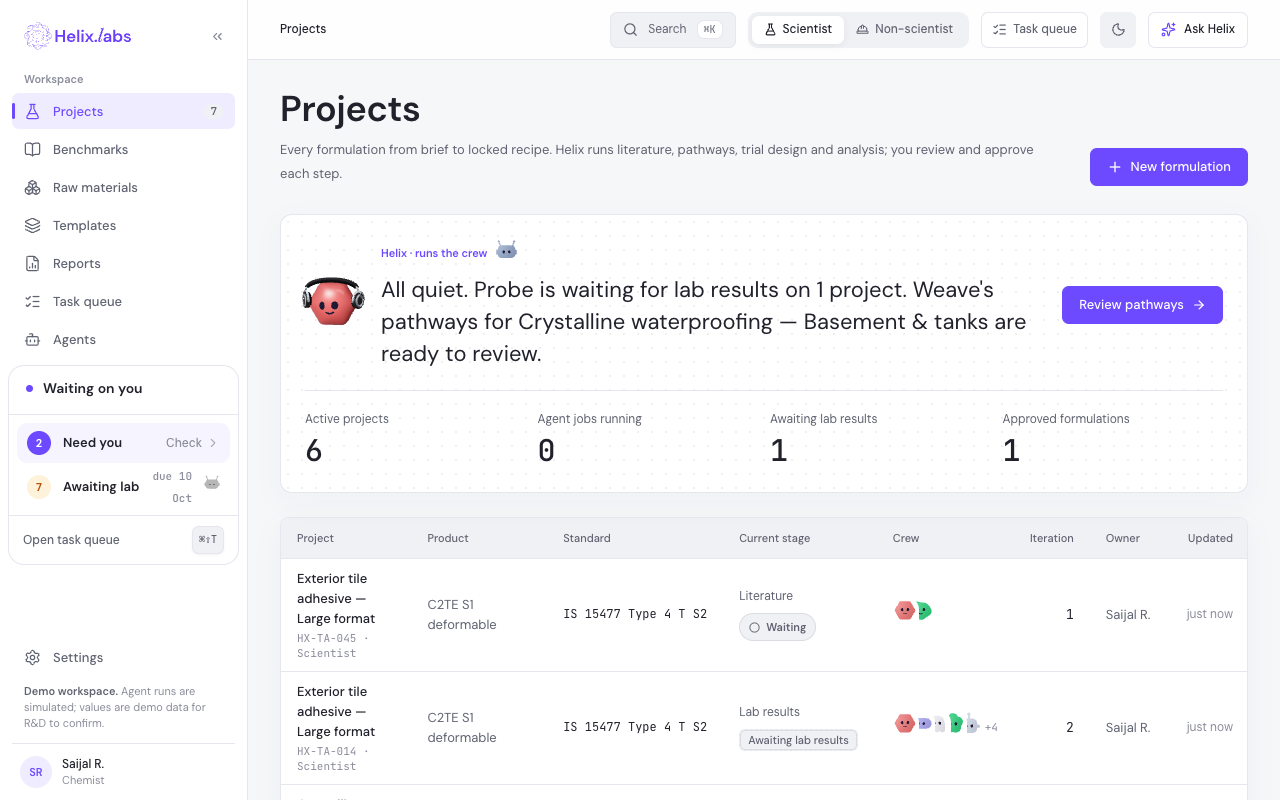 Helix.labs
Workspace
Projects 7
Benchmarks
Raw materials
Templates
Reports
Task queue
Agents
Waiting on you
2 Need you Check
7 Awaiting lab due 10 Oct
Open task queue ⌘⇧T
Settings
Demo workspace. Agent runs are
simulated; values are demo data for
R&D to confirm.
SR Saijal R.
Chemist
Projects
Search ⌘K
Scientist
Non-scientist
Task queue
Ask Helix
Projects
Every formulation from brief to locked recipe. Helix runs literature, pathways, trial design and analysis; you review and approve
each step.
New formulation
Helix · runs the crew
All quiet. Probe is waiting for lab results on 1 project. Weave's
pathways for Crystalline waterproofing — Basement & tanks are
ready to review.
Review pathways
Active projects
6
Agent jobs running
0
Awaiting lab results
1
Approved formulations
1
Project Product Standard Current stage Crew Iteration Owner Updated
Exterior tile
adhesive —
Large format
HX-TA-045 ·
Scientist
C2TE S1
deformable
IS 15477 Type 4 T S2
Literature
Waiting
1
Saijal R.
just now
Exterior tile
adhesive —
Large format
HX-TA-014 ·
Scientist
C2TE S1
deformable
IS 15477 Type 4 T S2
Lab results
Awaiting lab results
+4
2
Saijal R.
just now